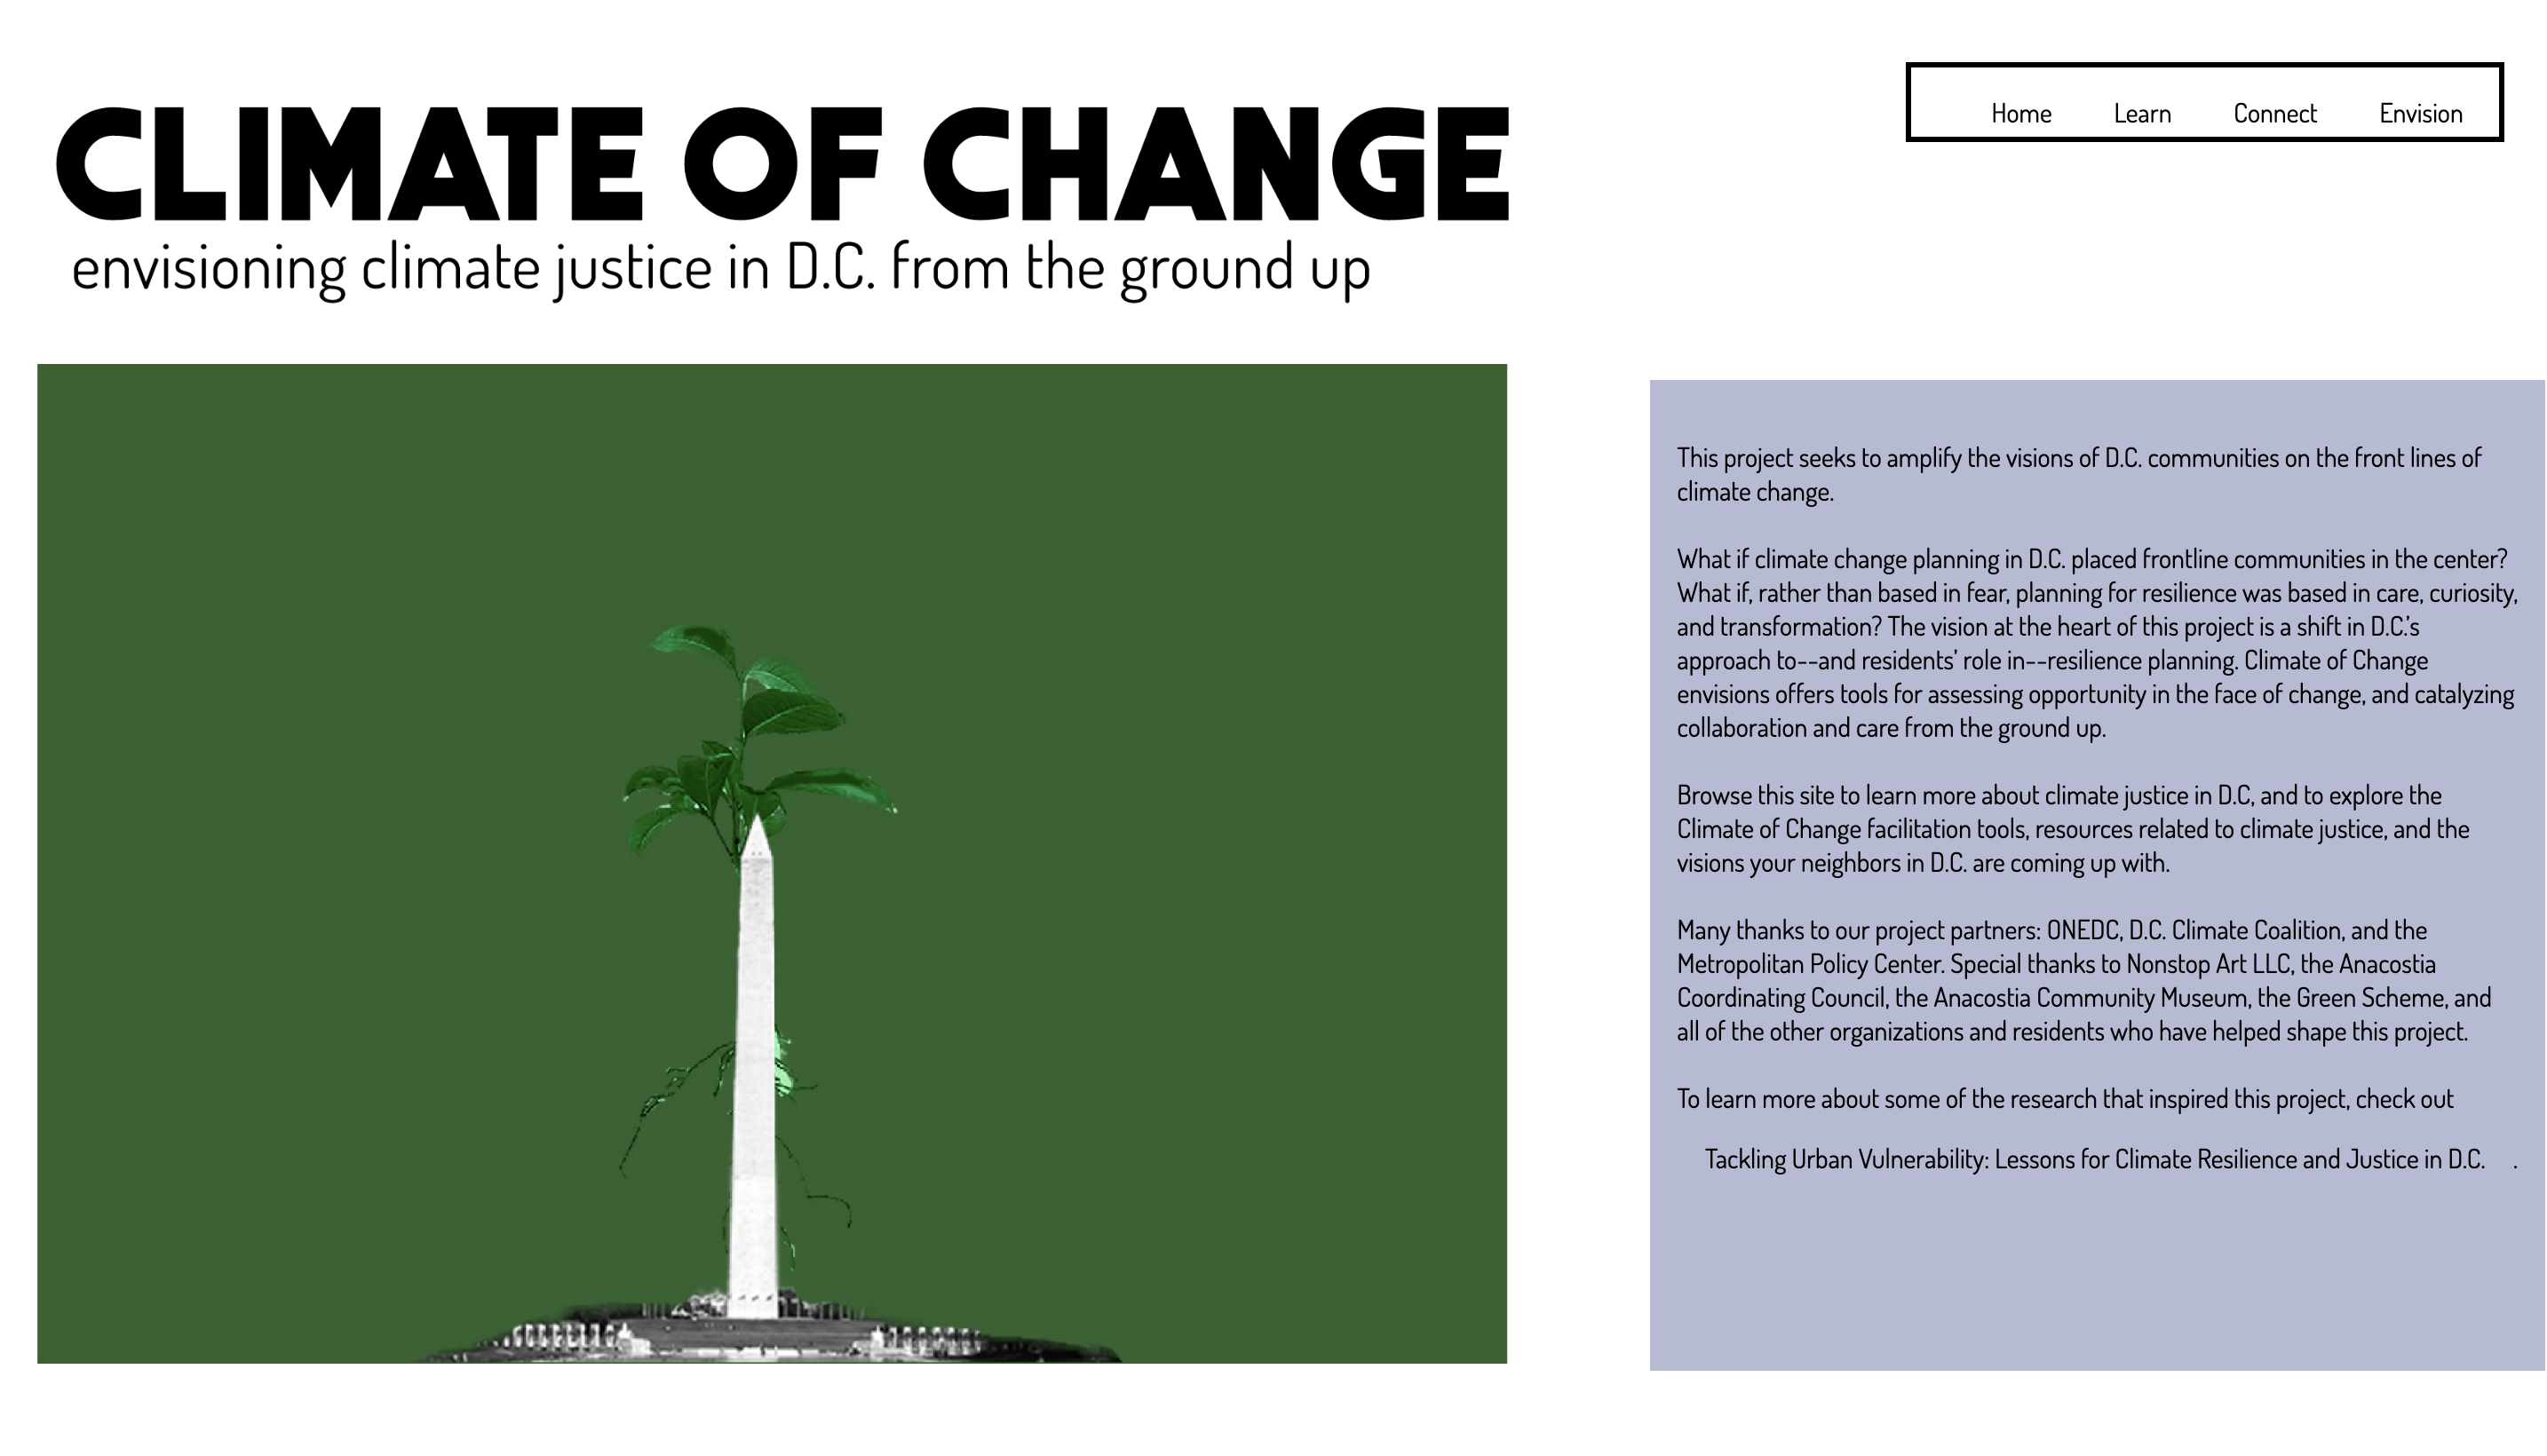 CLIMATE OF CHANGE
envisioning climate justice in D.C. from the ground up
Home Learn Connect Envision
This project seeks to amplify the visions of D.C. communities on the front lines of
climate change.
What if climate change planning in D.C. placed frontline communities in the center?
What if, rather than based in fear, planning for resilience was based in care, curiosity,
and transformation? The vision at the heart of this project is a shift in D.C.'s
approach to--and residents' role in--resilience planning. Climate of Change
envisions offers tools for assessing opportunity in the face of change, and catalyzing
collaboration and care from the ground up.
Browse this site to learn more about climate justice in D.C, and to explore the
Climate of Change facilitation tools, resources related to climate justice, and the
visions your neighbors in D.C. are coming up with.
Many thanks to our project partners: ONEDC, D.C. Climate Coalition, and the
Metropolitan Policy Center. Special thanks to Nonstop Art LLC, the Anacostia
Coordinating Council, the Anacostia Community Museum, the Green Scheme, and
all of the other organizations and residents who have helped shape this project.
To learn more about some of the research that inspired this project, check out
Tackling Urban Vulnerability: Lessons for Climate Resilience and Justice in D.C. .